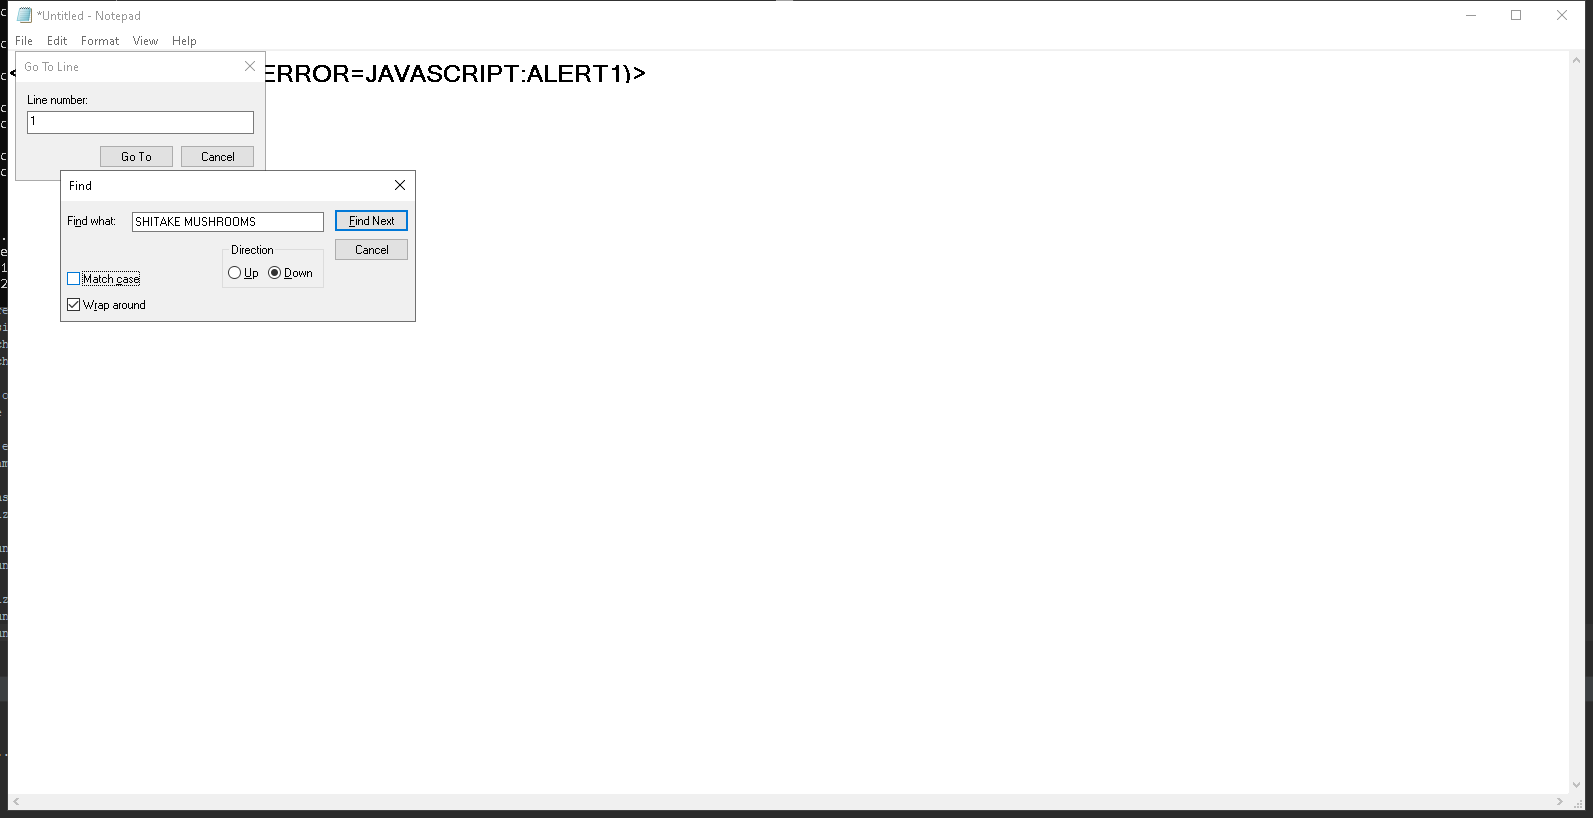 *Untitled - Notepad
File Edit Format View Help
Go To Line
<
ERROR=JAVASCRIPT:ALERT1)>
Line number:
1
Go To Cancel
Find
Find what: SHITAKE MUSHROOMS Find Next
Direction Cancel
Up Down
Match case
Wrap around